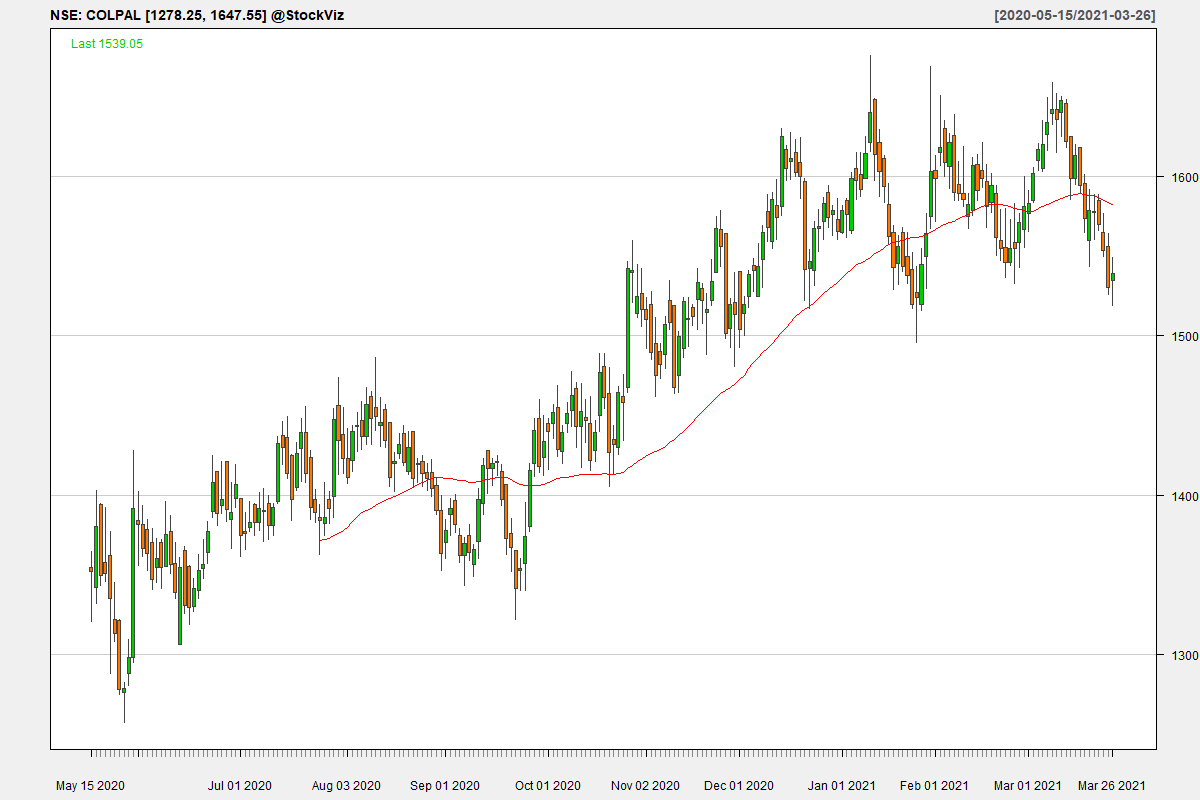 NSE: COLPAL [1278.25, 1647.55] @StockViz [2020-05-15/2021-03-26]
Last 1539.05
1600
1500
1400
1300
May 15 2020 Jul 01 2020 Aug 03 2020 Sep 01 2020 Oct 01 2020 Nov 02 2020 Dec 01 2020 Jan 01 2021 Feb 01 2021 Mar 01 2021 Mar 26 2021